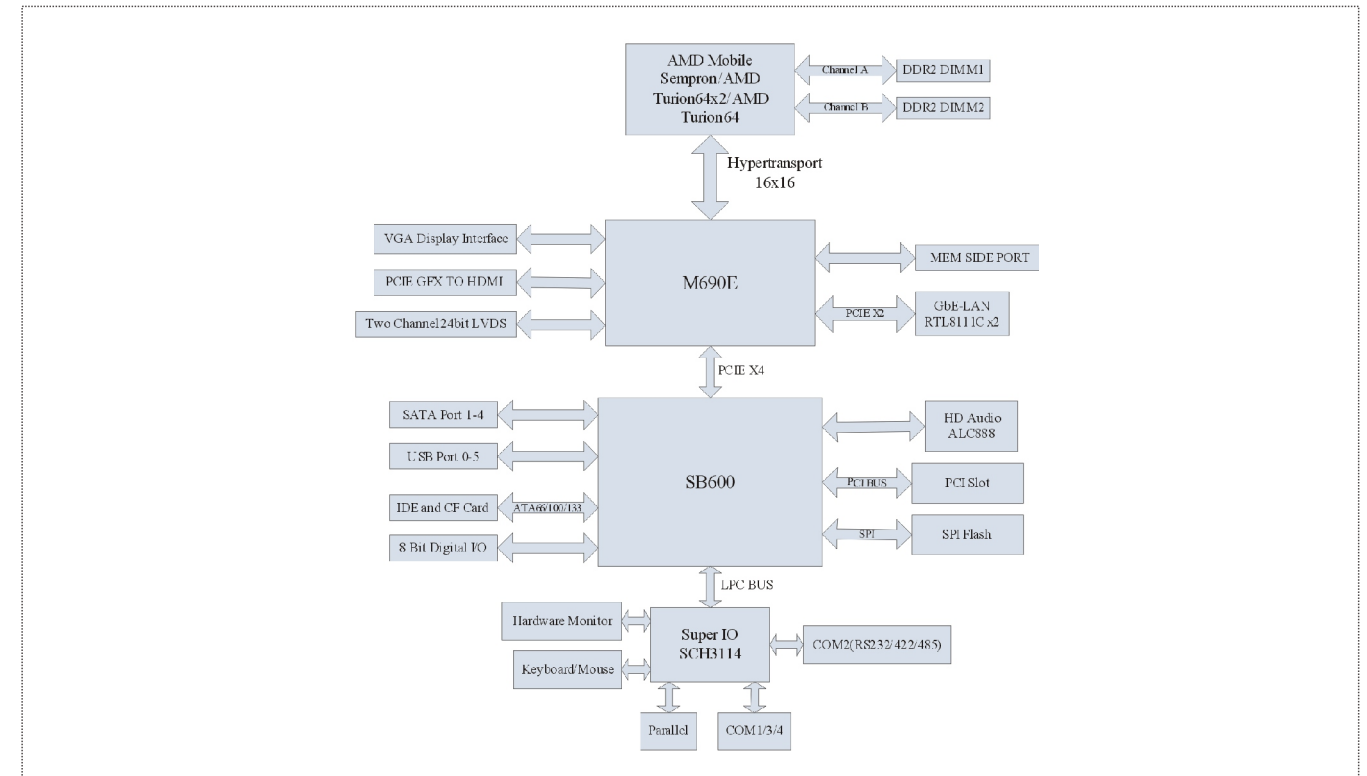 AMD Mobile
Sempron/AMD
Turion64x2/AMD
Turion64
Channel A
DDR2 DIMM1
Channel B
DDR2 DIMM2
Hypertransport
16x16
VGA Display Interface
PCIE GFX TO HDMI
Two Channel 24bit LVDS
M690E
MEM SIDE PORT
PCIE X2
GbE-LAN
RTL8111C x2
PCIE X4
SATA Port 1-4
USB Port 0-5
IDE and CF Card
ATA66/100/133
8 Bit Digital I/O
SB600
HD Audio
ALC888
PCI BUS
PCI Slot
SPI
SPI Flash
LPC BUS
Hardware Monitor
Keyboard/Mouse
Super IO
SCH3114
COM2(RS232/422/485)
Parallel
COM1/3/4